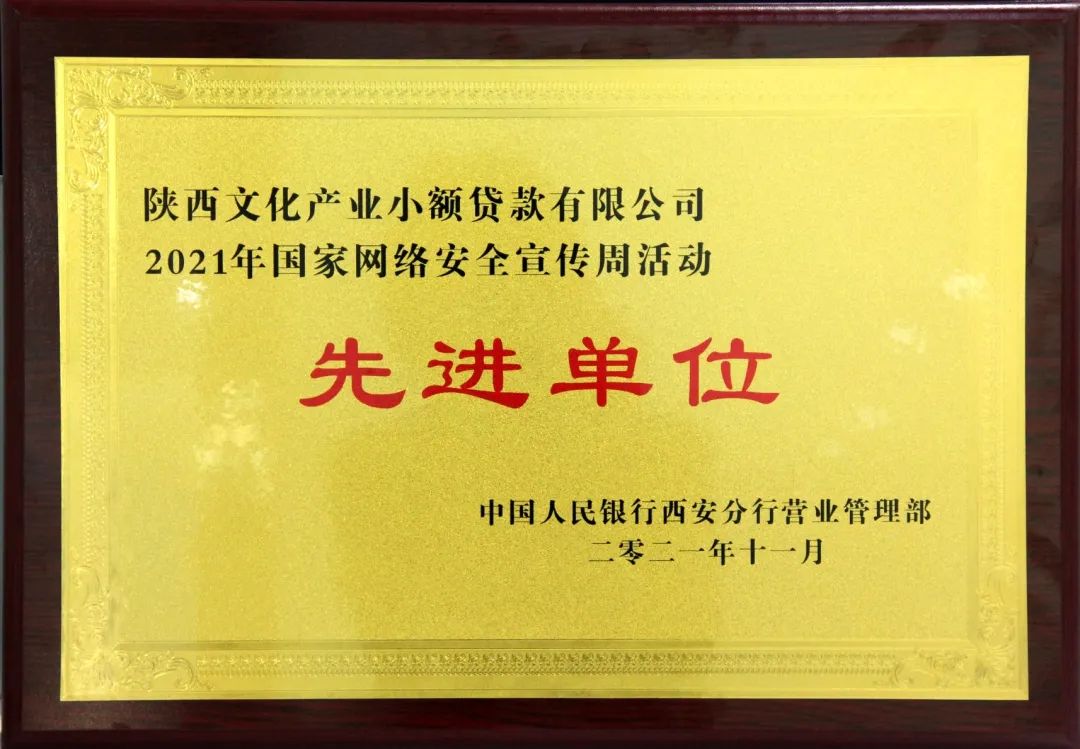 陕西文化产业小额贷款有限公司
2021年国家网络安全宣传周活动
先进单位
中国人民银行西安分行营业管理部
二零二一年十一月